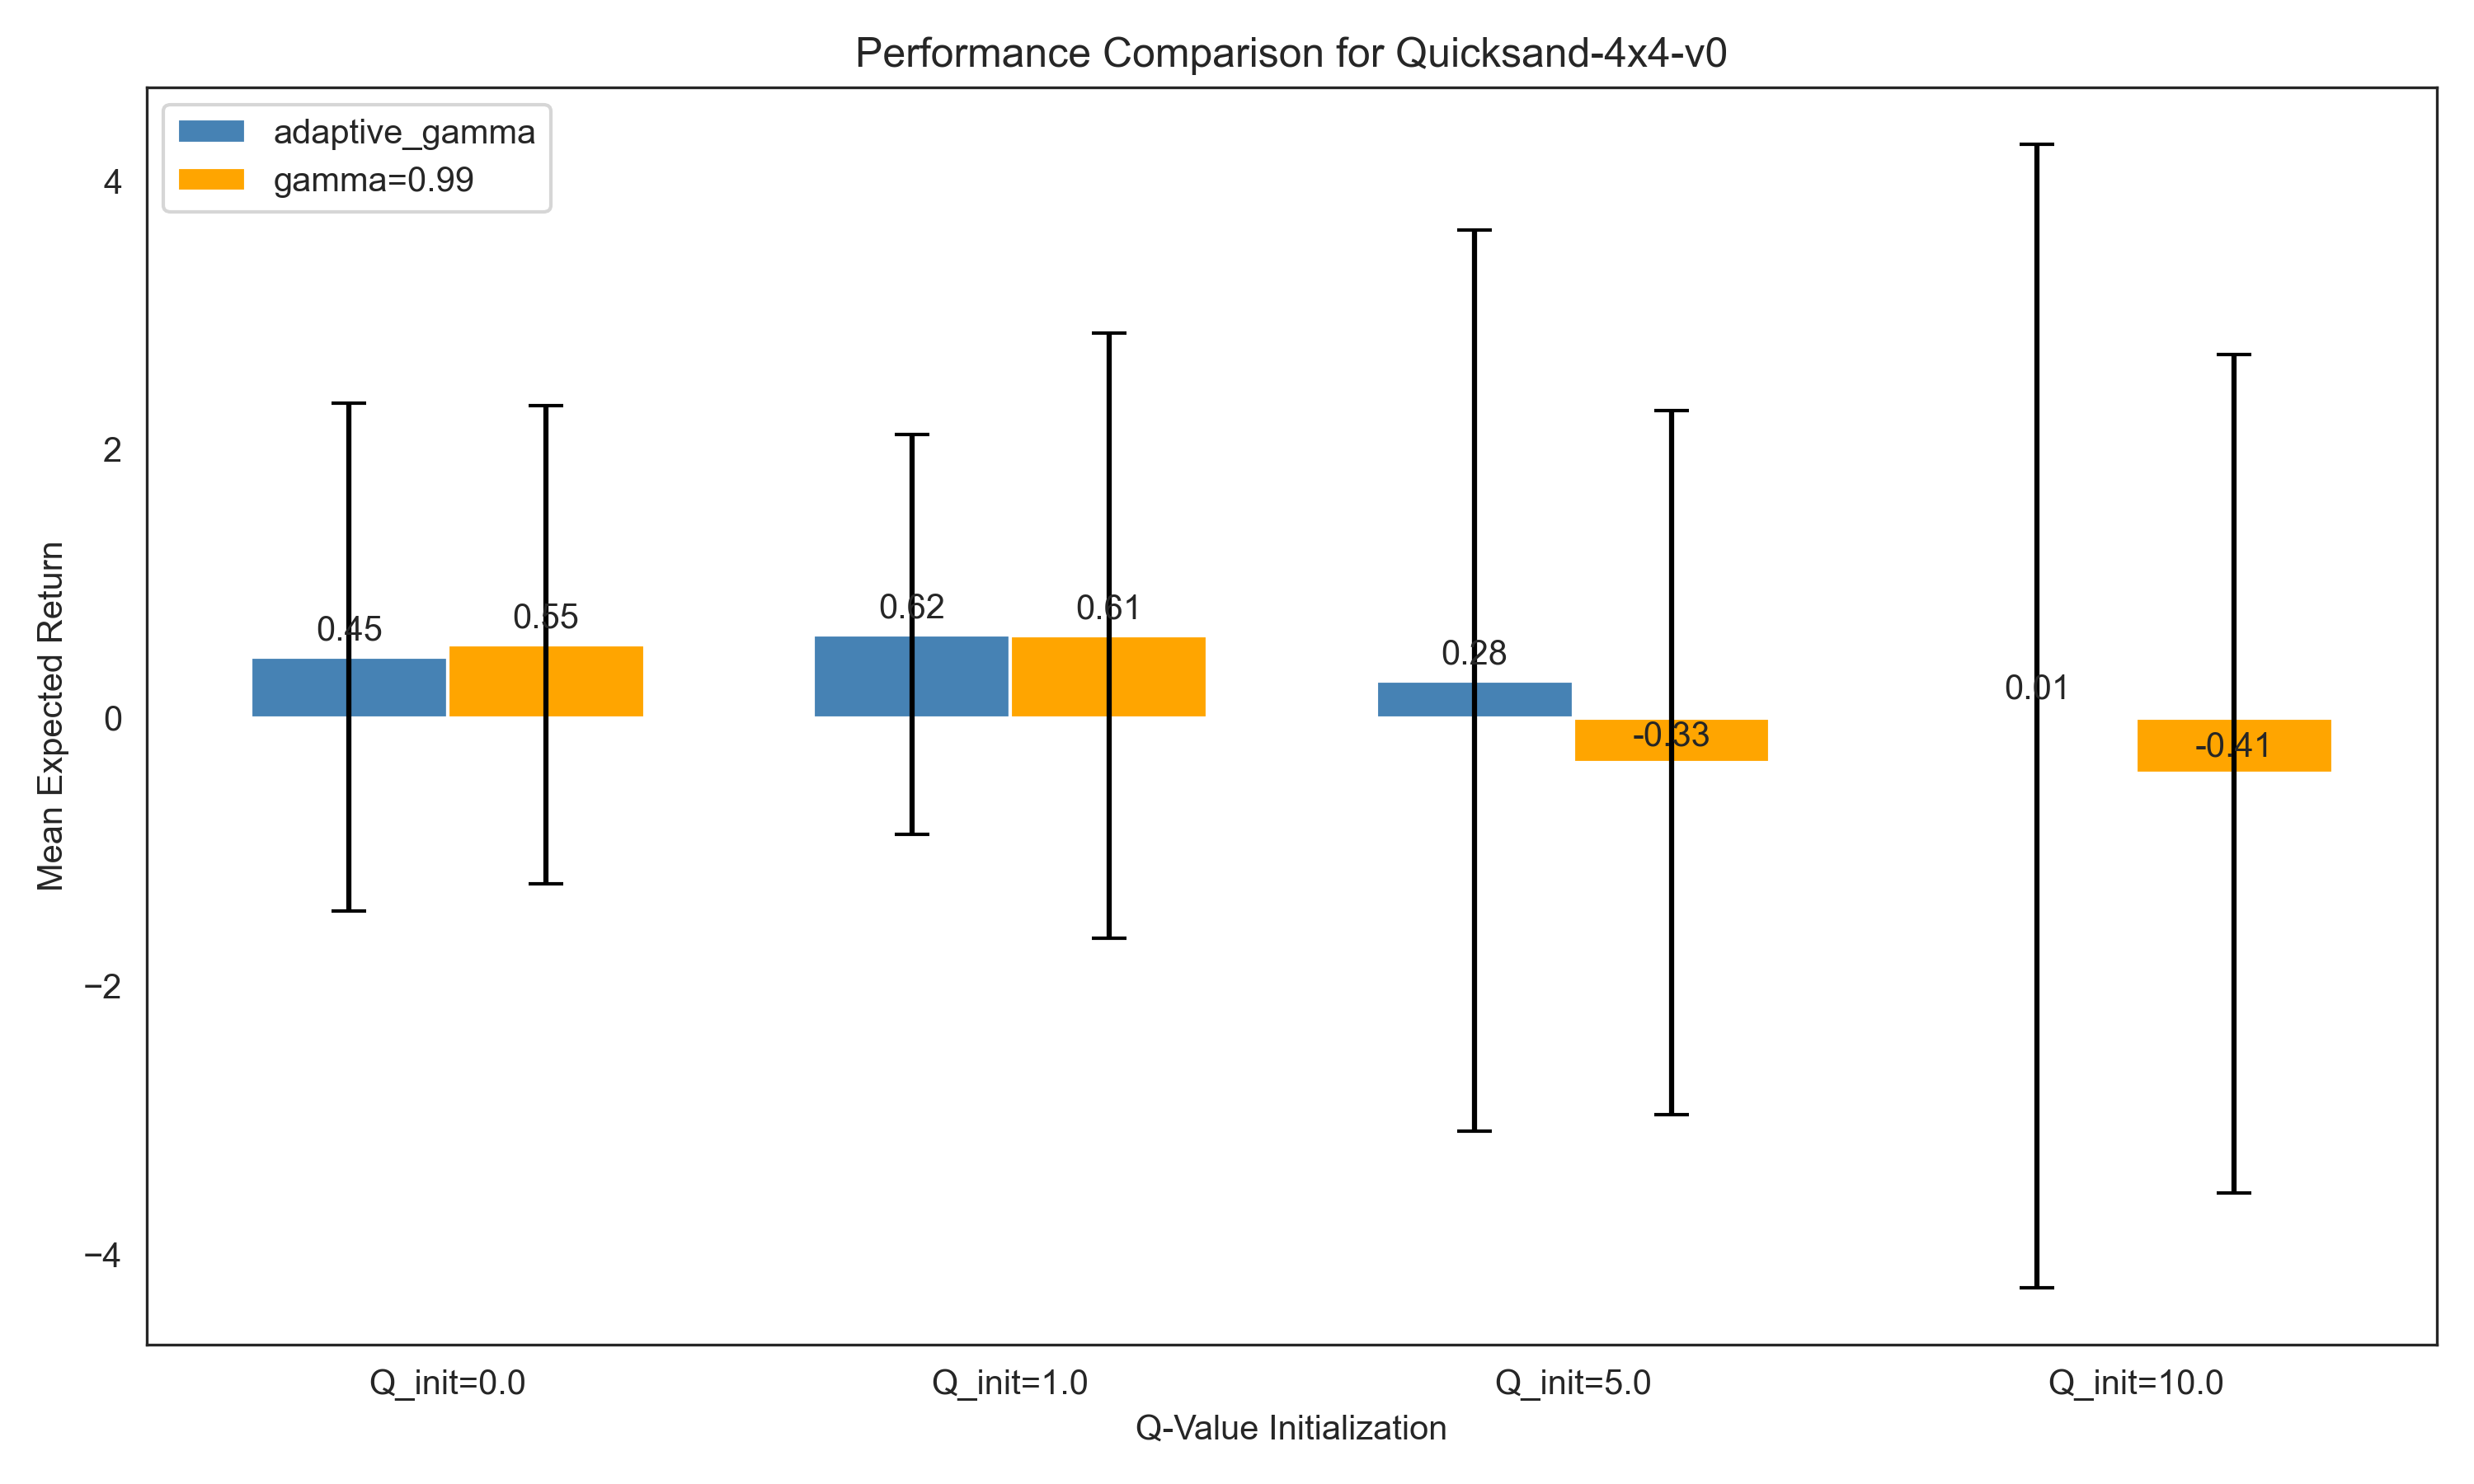 Performance Comparison for Quicksand-4x4-v0
adaptive_gamma
gamma=0.99
Mean Expected Return
4
2
0
−2
−4
0.45
0.55
0.62
0.61
0.28
-0.33
0.01
-0.41
Q_init=0.0
Q_init=1.0
Q_init=5.0
Q_init=10.0
Q-Value Initialization